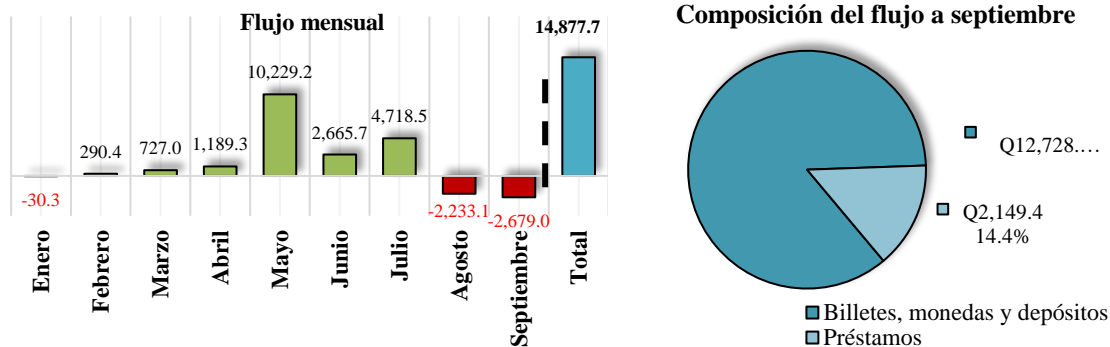 Flujo mensual
14,877.7
10,229.2
4,718.5
2,665.7
1,189.3
727.0
290.4
-30.3
-2,233.1
-2,679.0
Enero
Febrero
Marzo
Abril
Mayo
Junio
Julio
Agosto
Septiembre
Total
Composición del flujo a septiembre
Q12,728.…
Q2,149.4
14.4%
Billetes, monedas y depósitos
Préstamos